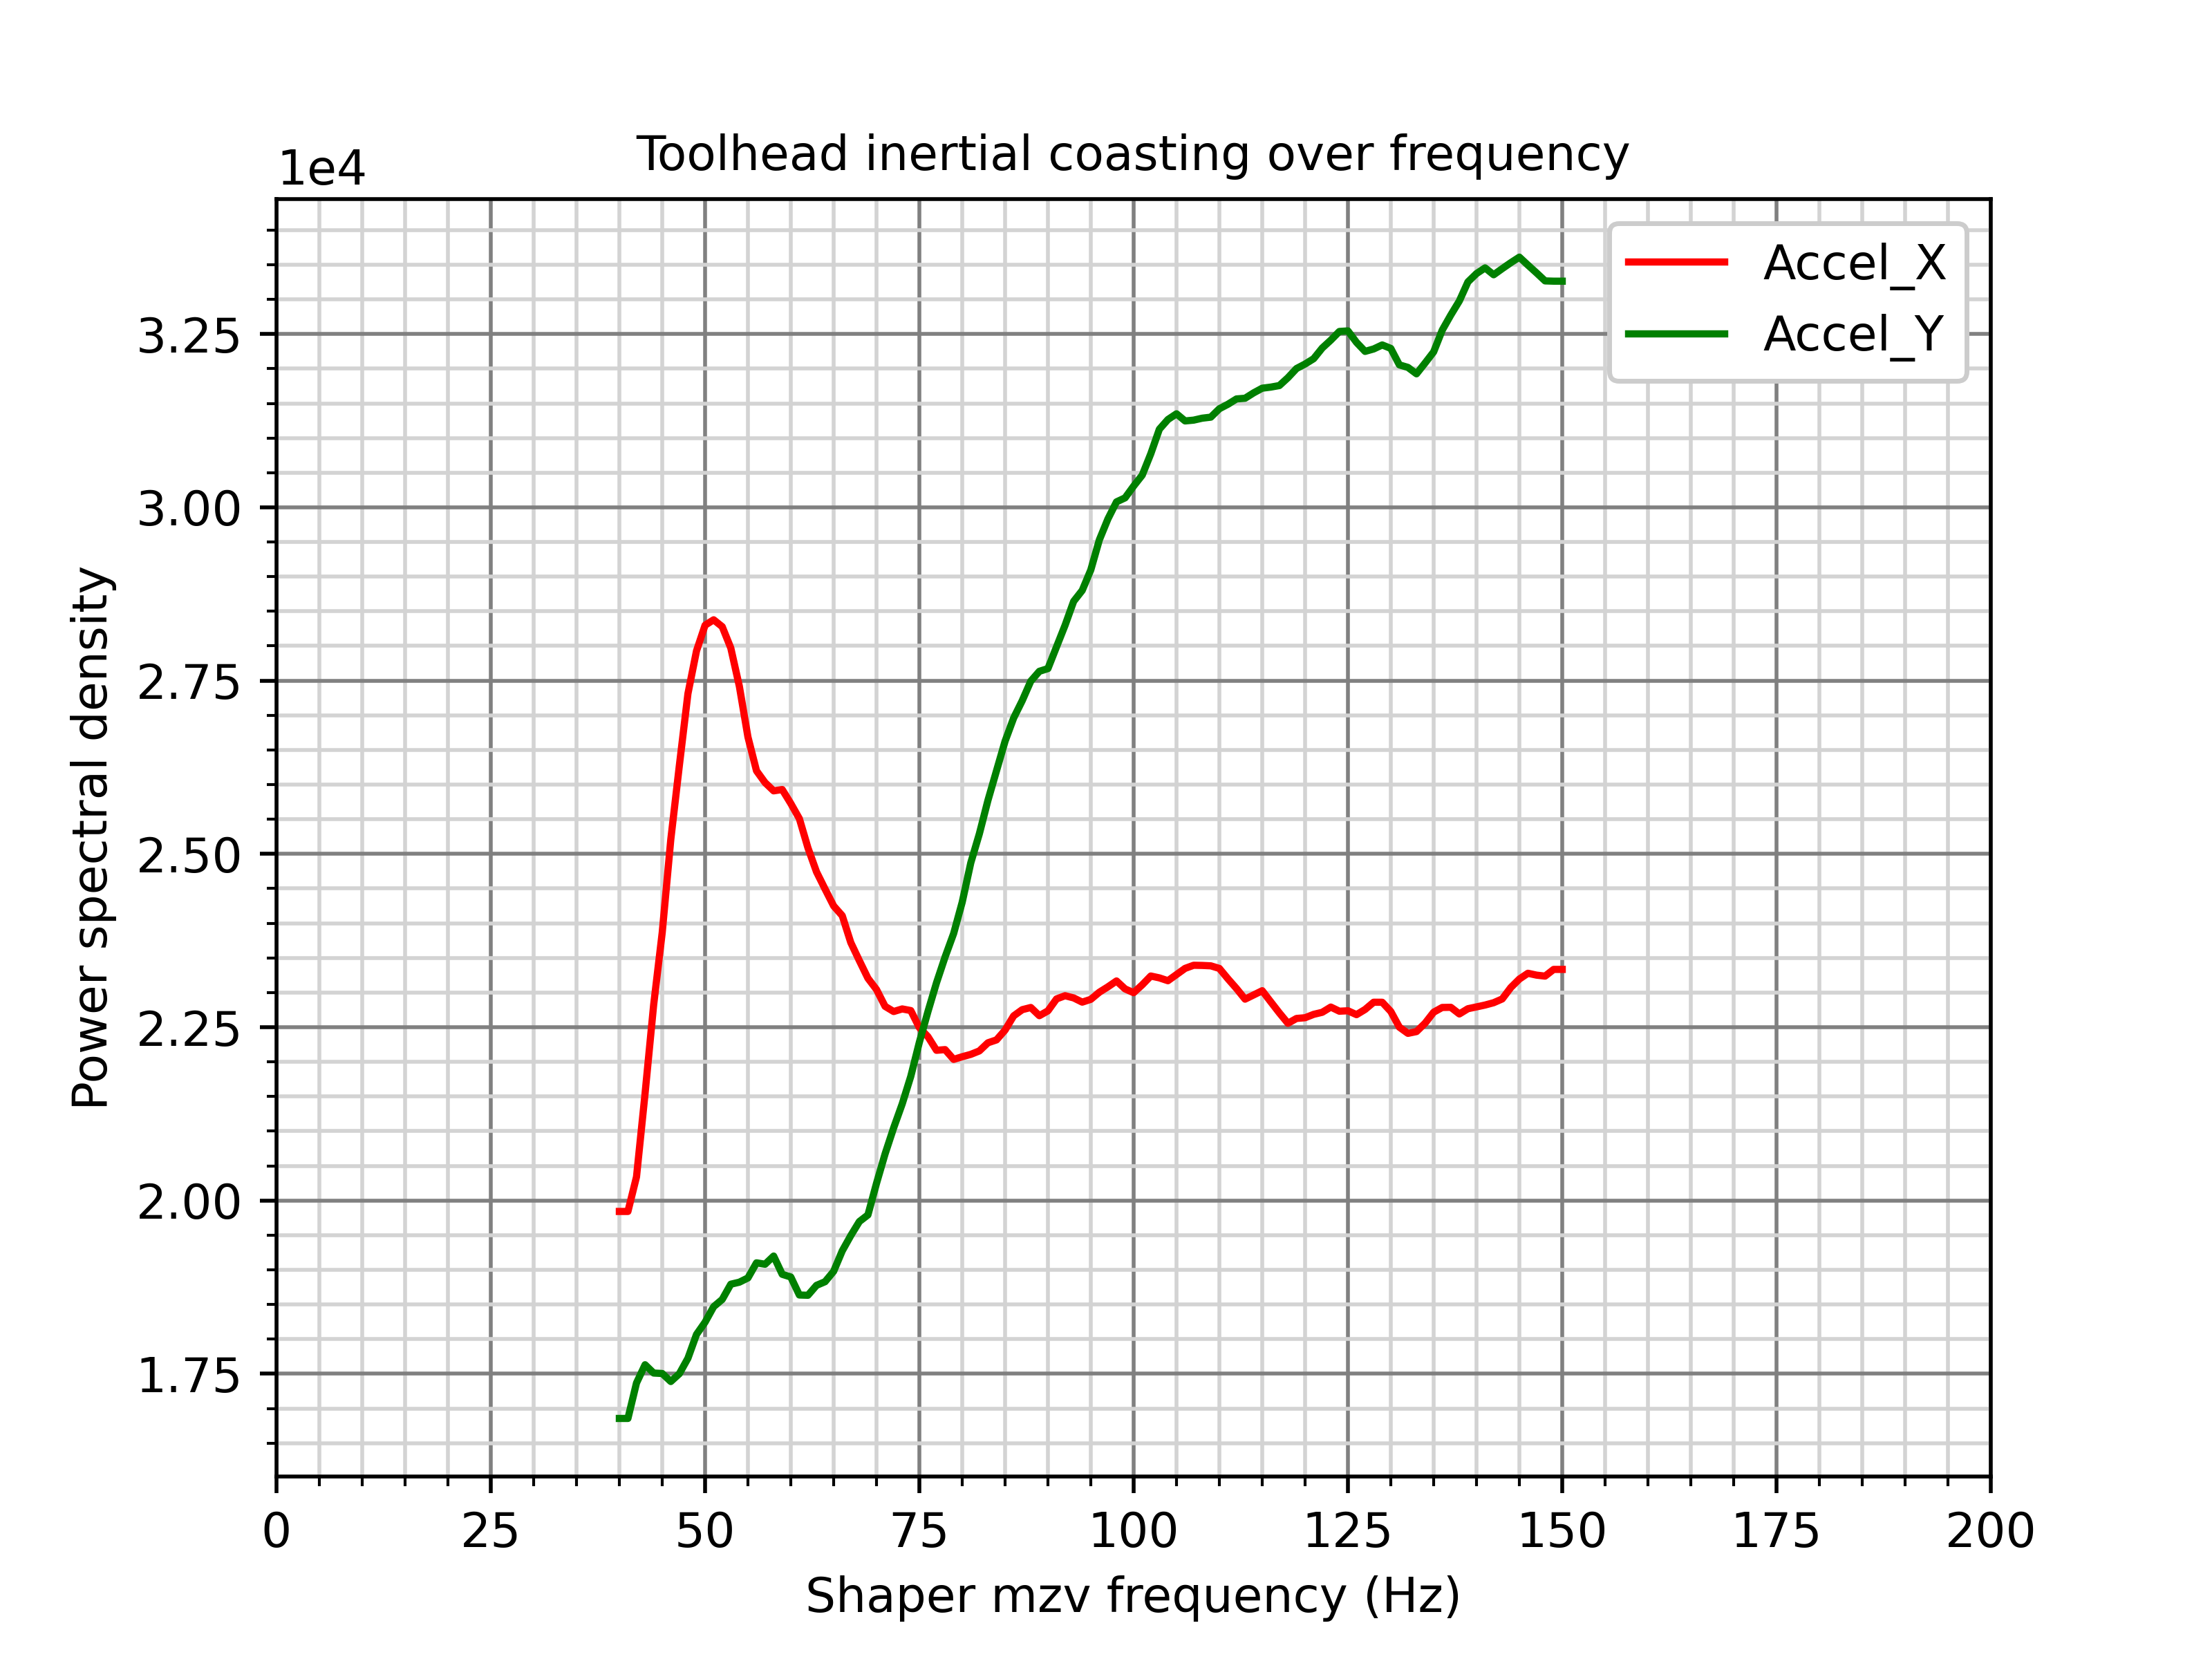 Toolhead inertial coasting over frequency
1e4
Accel_X
Accel_Y
Power spectral density
3.25
3.00
2.75
2.50
2.25
2.00
1.75
0 25 50 75 100 125 150 175 200
Shaper mzv frequency (Hz)